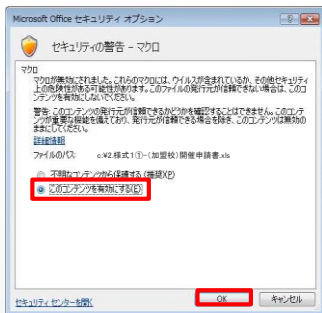 Microsoft Office セキュリティ オプション
セキュリティの警告 - マクロ
マクロ
マクロが無効にされました。これらのマクロには、ウイルスが含まれているか、その他セキュリティ
上の危険性がある可能性があります。このファイルの発行元が信頼できない場合は、このコ
ンテンツを有効にしないでください。
警告: このコンテンツの発行元が信頼できるかどうかを確認することはできません。このコンテ
ンツが重要な機能を備えており、発行元が信頼できる場合を除き、このコンテンツは無効の
ままにしてください。
詳細情報
ファイルのパス: c:¥2.様式1①-(加盟校)開催申請書.xls
不明なコンテンツから保護する (推奨)(P)
このコンテンツを有効にする(E)
セキュリティ センターを開く
OK
キャンセル